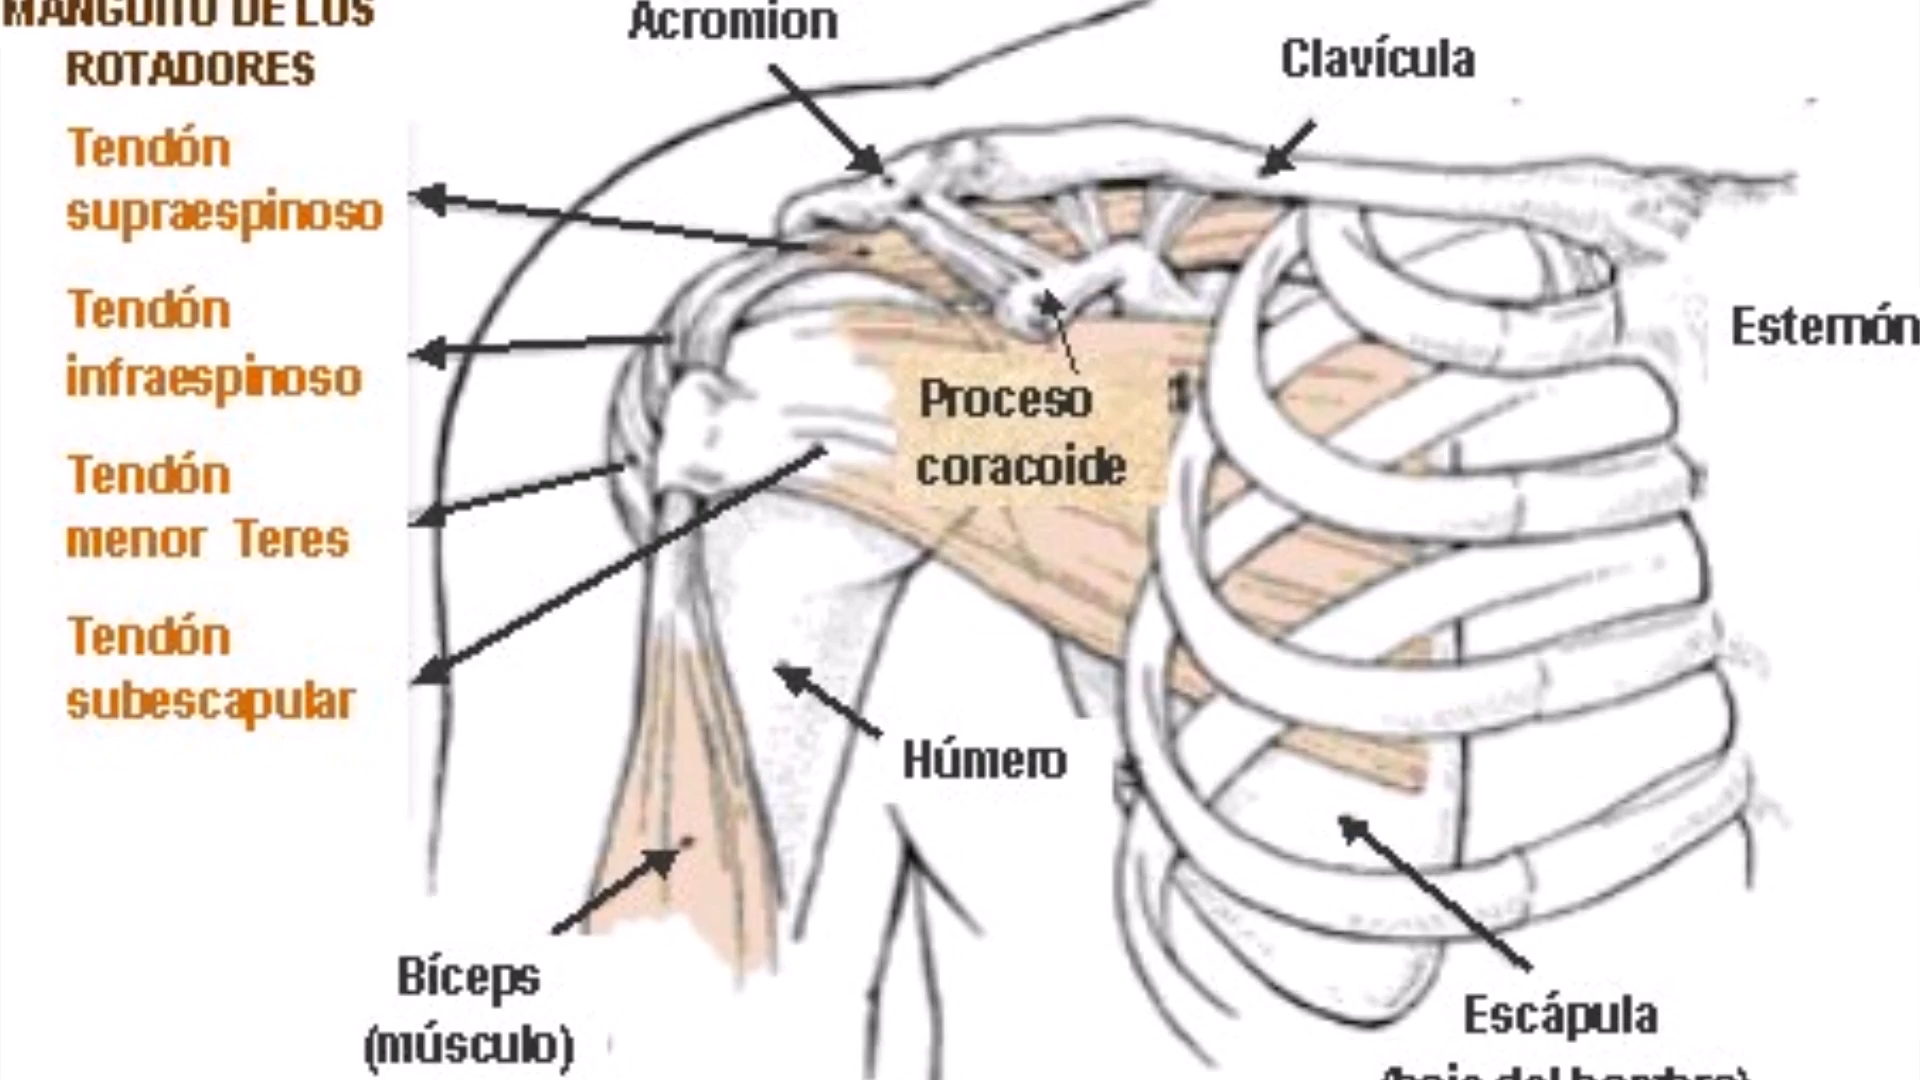 MANGUITO DE LOS
ROTADORES
Tendón
supraespinoso
Tendón
infraespinoso
Tendón
menor Teres
Tendón
subescapular
Acromion
Clavícula
Esternón
Proceso
coracoide
Húmero
Bíceps
(músculo)
Escápula